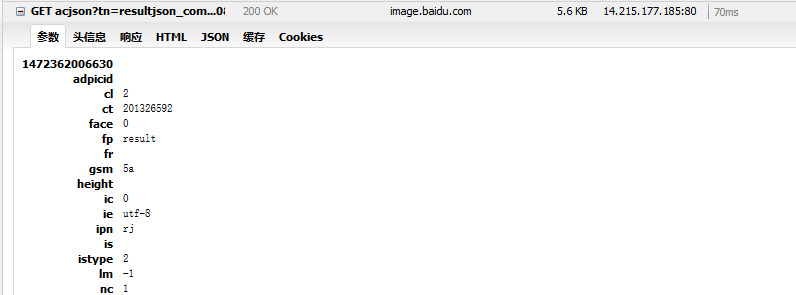 GET acjson?tn=resultjson_com...08 200 OK image.baidu.com 5.6 KB 14.215.177.185:80 70ms
参数 头信息 响应 HTML JSON 缓存 Cookies
1472362006630
adpicid
cl 2
ct 201326592
face 0
fp result
fr
gsm 5a
height
ic 0
ie utf-8
ipn rj
is
istype 2
lm -1
nc 1